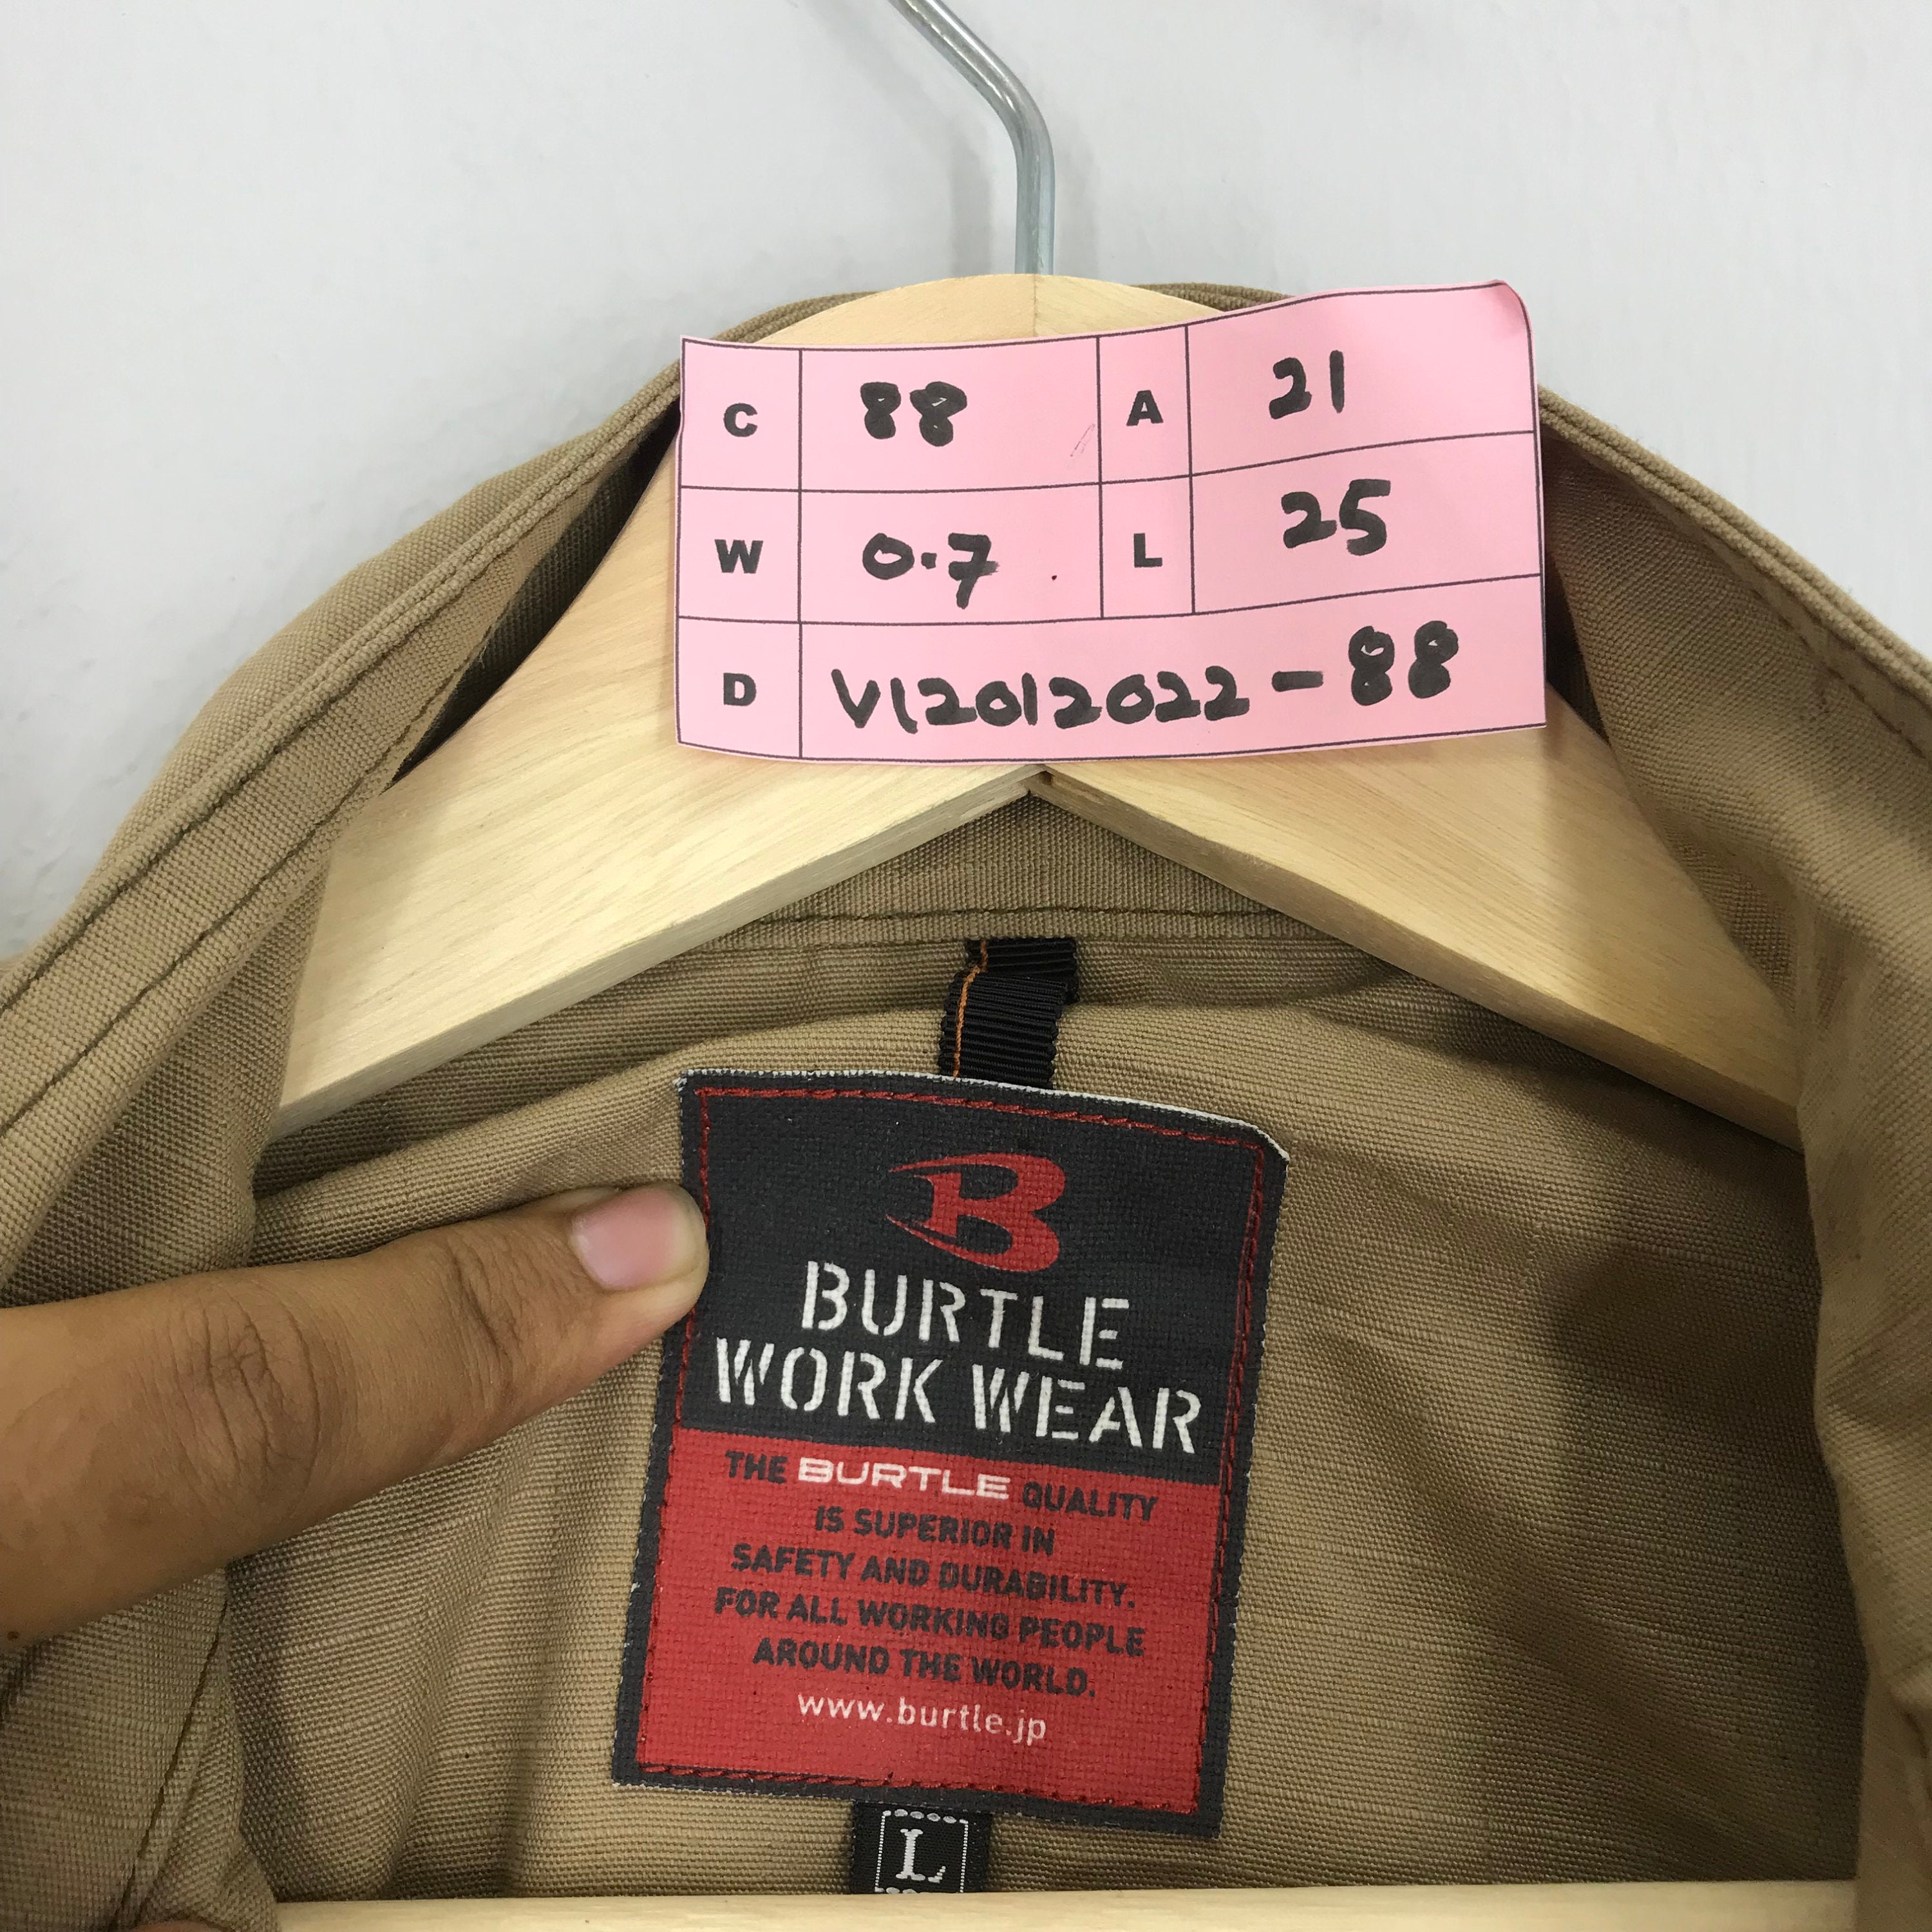 C 88 A 21
W 0.7 L 25
D V12012022-88
B
BURTLE
WORK WEAR
THE BURTLE QUALITY
IS SUPERIOR IN
SAFETY AND DURABILITY.
FOR ALL WORKING PEOPLE
AROUND THE WORLD.
www.burtle.jp
L